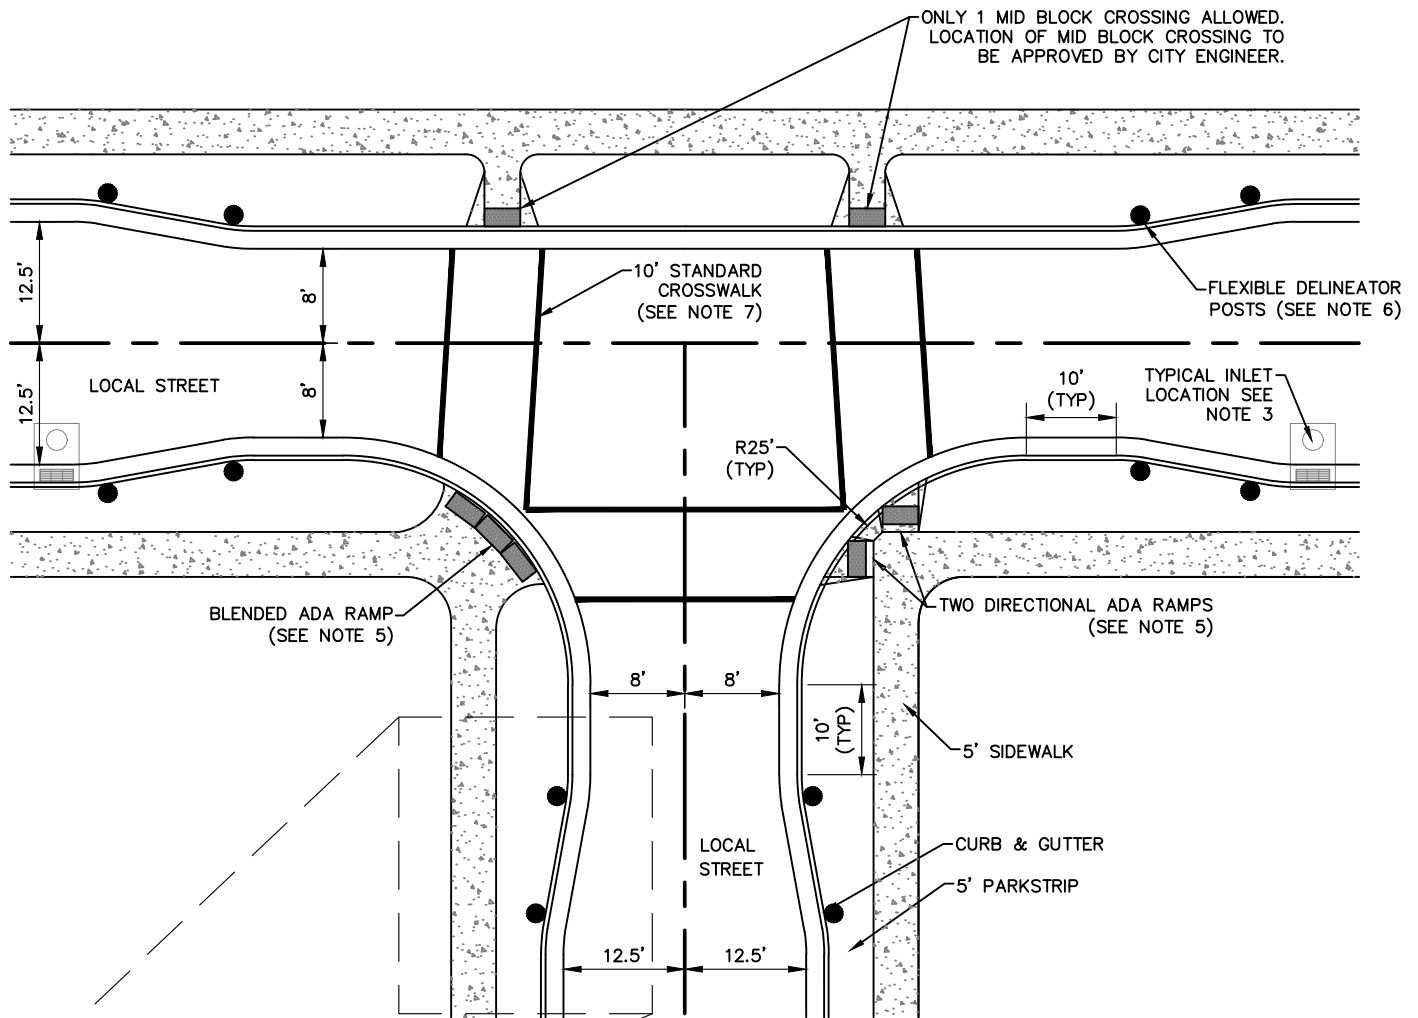 ONLY 1 MID BLOCK CROSSING ALLOWED.
LOCATION OF MID BLOCK CROSSING TO
BE APPROVED BY CITY ENGINEER.
12.5'
8'
10' STANDARD
CROSSWALK
(SEE NOTE 7)
FLEXIBLE DELINEATOR
POSTS (SEE NOTE 6)
LOCAL STREET
12.5'
8'
10'
(TYP)
TYPICAL INLET
LOCATION SEE
NOTE 3
R25'
(TYP)
BLENDED ADA RAMP
(SEE NOTE 5)
TWO DIRECTIONAL ADA RAMPS
(SEE NOTE 5)
8'
8'
10'
(TYP)
5' SIDEWALK
LOCAL
STREET
CURB & GUTTER
5' PARKSTRIP
12.5'
12.5'